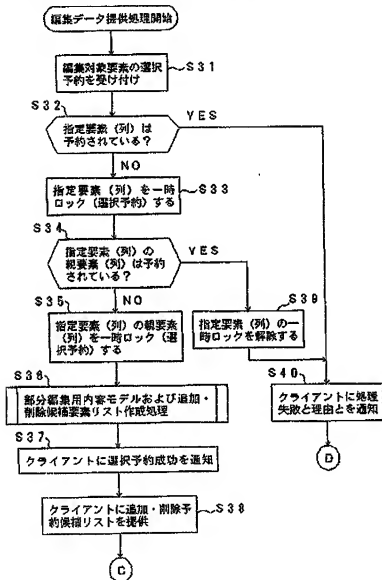 編集データ提供処理開始
S31
編集対象要素の選択
予約を受け付け
S32
指定要素(列)は
予約されている?
YES
NO
S33
指定要素(列)を一時
ロック(選択予約)する
S34
指定要素(列)の
親要素(列)は予約
されている?
YES
NO
S35
指定要素(列)の親要素
(列)を一時ロック(選
択予約)する
S39
指定要素(列)の一
時ロックを解除する
S36
部分編集用内容モデルおよび追加・
削除候補要素リスト作成処理
S40
クライアントに処理
失敗と理由とを通知
D
S37
クライアントに選択予約成功を通知
S38
クライアントに追加・削除予
約候補リストを提供
C